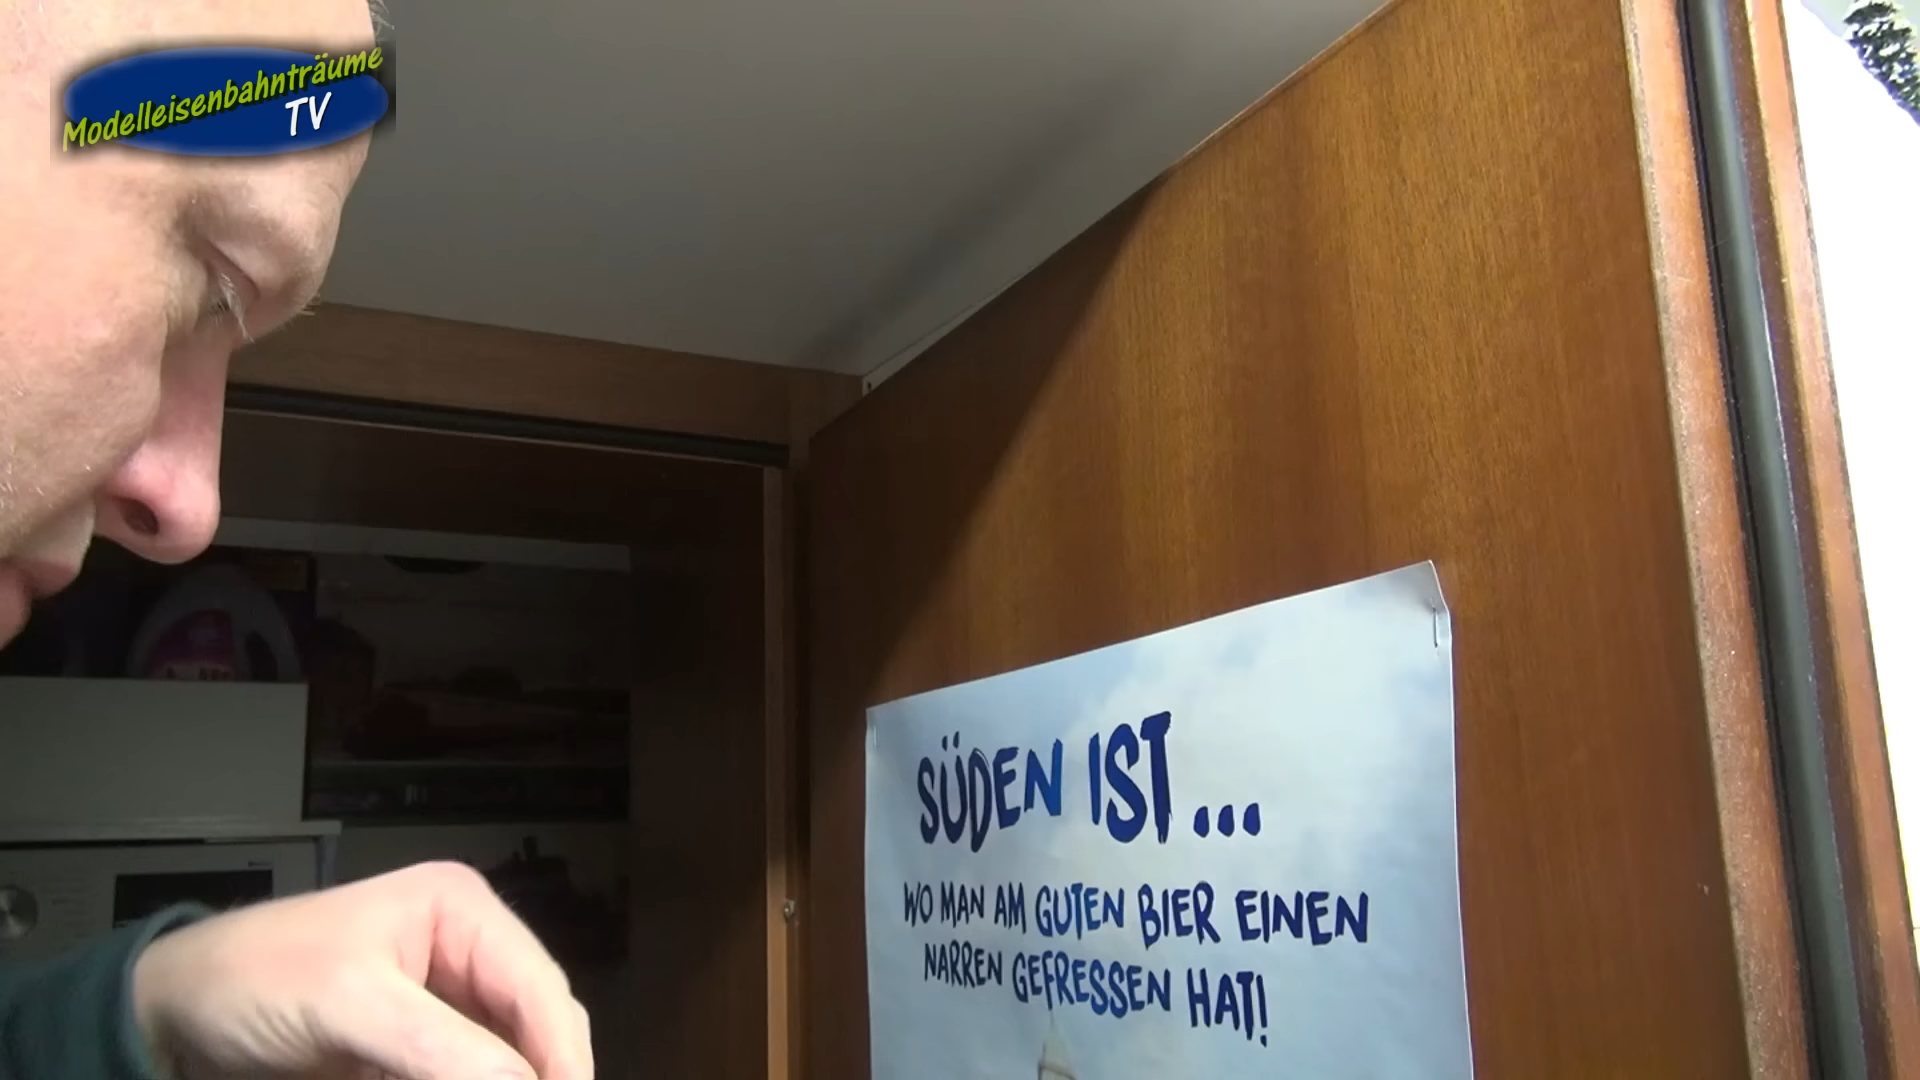 Modelleisenbahnträume
TV
SÜDEN IST...
WO MAN AM GUTEN BIER EINEN
NARREN GEFRESSEN HAT!